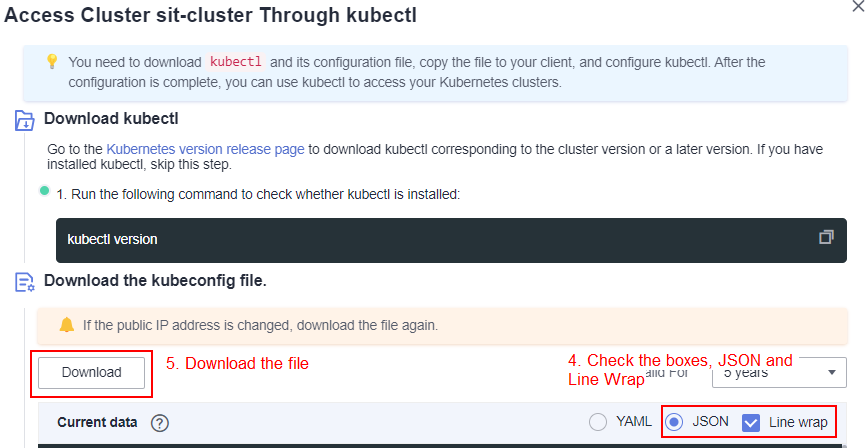 Access Cluster sit-cluster Through kubectl
You need to download kubectl and its configuration file, copy the file to your client, and configure kubectl. After the
configuration is complete, you can use kubectl to access your Kubernetes clusters.
Download kubectl
Go to the Kubernetes version release page to download kubectl corresponding to the cluster version or a later version. If you have
installed kubectl, skip this step.
1. Run the following command to check whether kubectl is installed:
kubectl version
Download the kubeconfig file.
If the public IP address is changed, download the file again.
Download
5. Download the file
4. Check the boxes, JSON and
Line Wrap
alid For
5 years
Current data
?
YAML
JSON
Line wrap